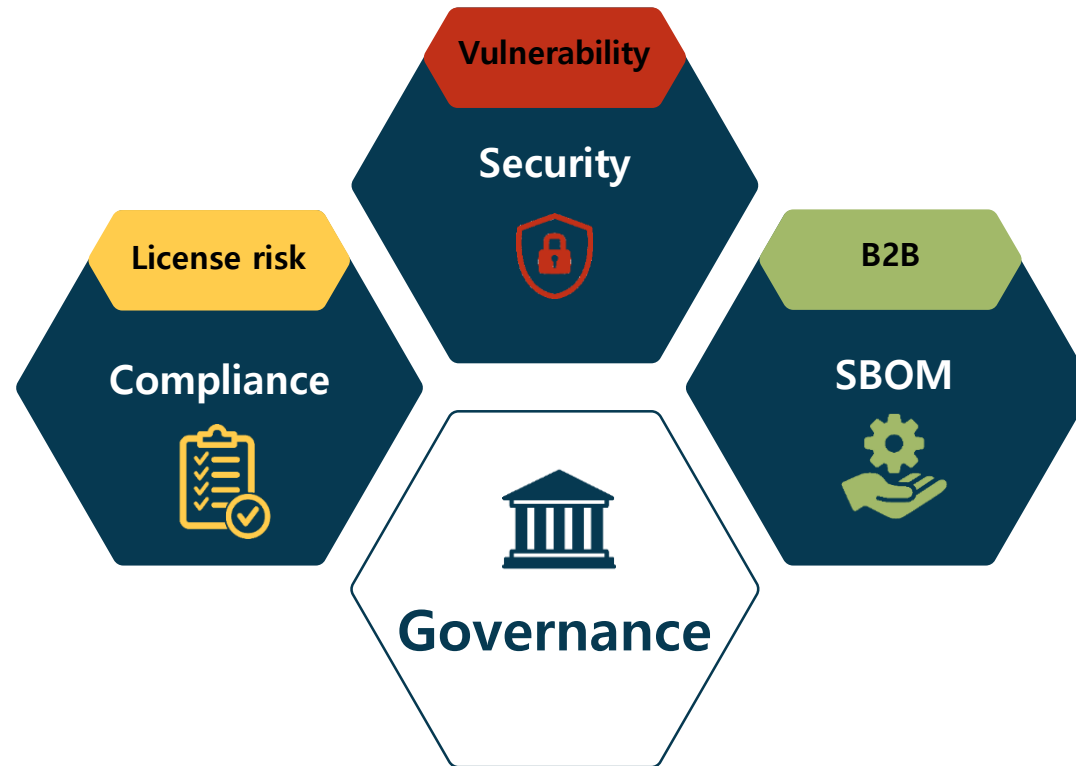 Vulnerability
Security
License risk
Compliance
B2B
SBOM
Governance